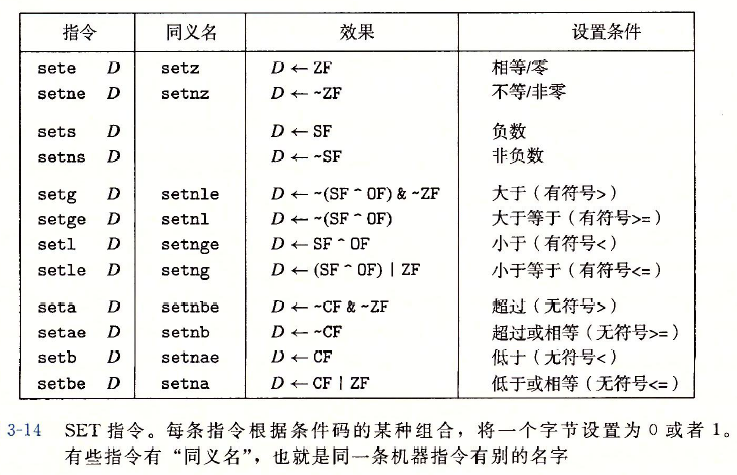 指令 同义名 效果 设置条件
sete D setz D ← ZF 相等/零
setne D setnz D ← ~ZF 不等/非零
sets D D ← SF 负数
setns D D ← ~SF 非负数
setg D setnle D ← ~(SF ^ OF) & ~ZF 大于（有符号>）
setge D setnl D ← ~(SF ^ OF) 大于等于（有符号>=）
setl D setnge D ← SF ^ OF 小于（有符号<）
setle D setng D ← (SF ^ OF) | ZF 小于等于（有符号<=）
seta D setnbe D ← ~CF & ~ZF 超过（无符号>）
setae D setnb D ← ~CF 超过或相等（无符号>=）
setb D setnae D ← CF 低于（无符号<）
setbe D setna D ← CF | ZF 低于或相等（无符号<=）
3-14 SET 指令。每条指令根据条件码的某种组合，将一个字节设置为 0 或者 1。
有些指令有“同义名”，也就是同一条机器指令有别的名字